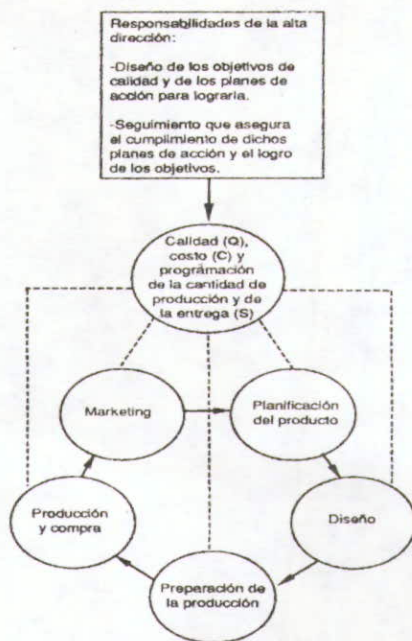 Responsabilidades de la alta
dirección:
-Diseño de los objetivos de
calidad y de los planes de
acción para lograrla.
-Seguimiento que asegura
el cumplimiento de dichos
planes de acción y el logro
de los objetivos.
Calidad (Q),
costo (C) y
programación
de la cantidad de
producción y de
la entrega (S)
Marketing
Planificación
del producto
Producción
y compra
Diseño
Preparación de
la producción